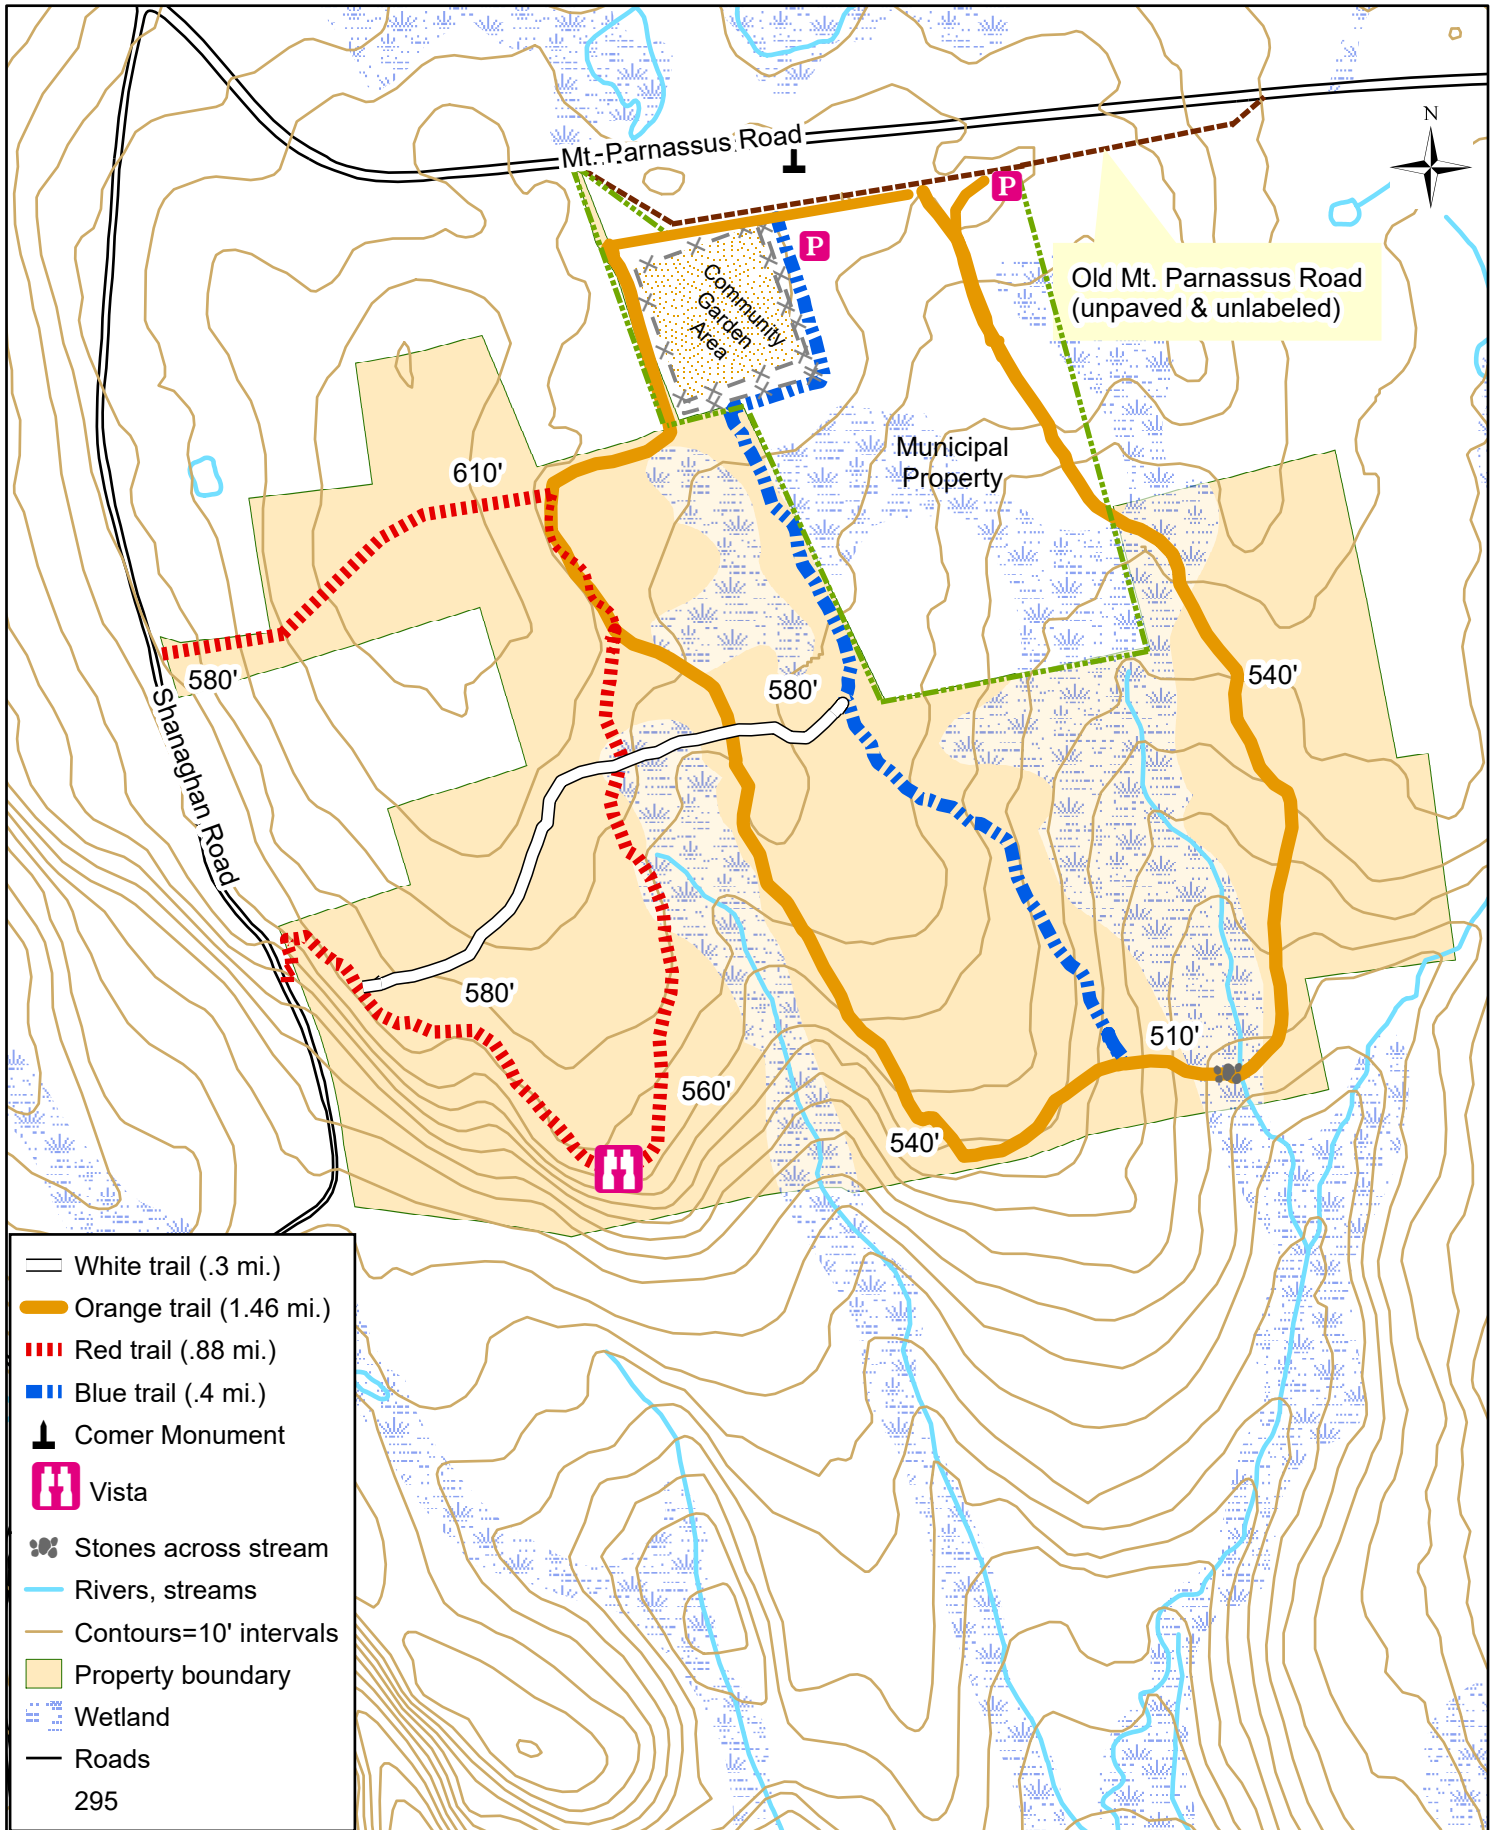 N
Mt. Parnassus Road
P
P
Old Mt. Parnassus Road
(unpaved & unlabeled)
Community
Garden
Area
Municipal
Property
610'
580'
580'
540'
Shanaghan Road
580'
510'
560'
540'
White trail (.3 mi.)
Orange trail (1.46 mi.)
Red trail (.88 mi.)
Blue trail (.4 mi.)
Comer Monument
Vista
Stones across stream
Rivers, streams
Contours=10' intervals
Property boundary
Wetland
Roads
295